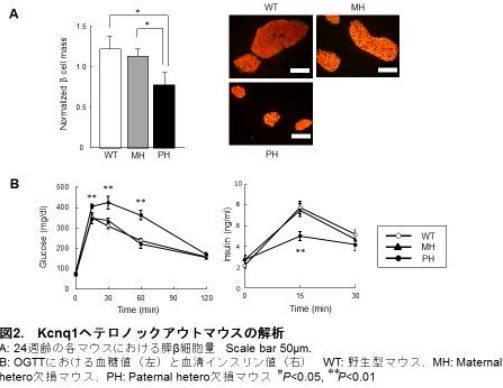 A
*
*
Normalized β cell mass
1.5
1.0
0.5
0
WT
MH
PH
WT
MH
PH
B
Glucose (mg/dl)
500
400
300
200
100
0
**
**
**
0
30
60
120
Time (min)
Insulin (ng/ml)
10
8
6
4
2
0
**
0
15
30
Time (min)
WT
MH
PH
図2. Kcnq1ヘテロノックアウトマウスの解析
A: 24週齢の各マウスにおける膵β細胞量 Scale bar 50μm.
B: OGTTにおける血糖値（左）と血清インスリン値（右） WT: 野生型マウス、MH: Maternal
hetero欠損マウス、PH: Paternal hetero欠損マウス *P<0.05, **P<0.01